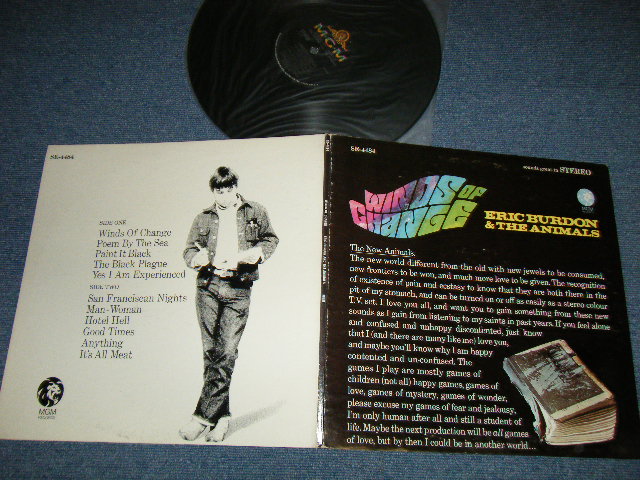 MGM
SE-4484
SIDE ONE
Winds Of Change
Poem By The Sea
Paint It Black
The Black Plague
Yes I Am Experienced
SIDE TWO
San Franciscan Nights
Man-Woman
Hotel Hell
Good Times
Anything
It's All Meat
MGM
RECORDS
SE-4484
sounds great in STEREO
MGM
WINDS OF
CHANGE
ERIC BURDON
& THE ANIMALS
The New Animals.
The new world different from the old with new jewels to be consumed,
new frontiers to be won, and much more love to be given. The recognition
of existence of pain and ecstasy to know that they are both there in the
pit of my stomach, and can be turned on or off as easily as a stereo colour
T.V. set. I love you all, and want you to gain something from these new
sounds as I gain from listening to my saints in past years. If you feel alone
and confused and unhappy discontented, just know
that I (and there are many like me) love you,
and maybe you'll know why I am happy
contented and un-confused. The
games I play are mostly games of
children (not all) happy games, games of
love, games of mystery, games of wonder,
please excuse my games of fear and jealousy,
I'm only human after all and still a student of
life. Maybe the next production will be all games
of love, but by then I could be in another world...